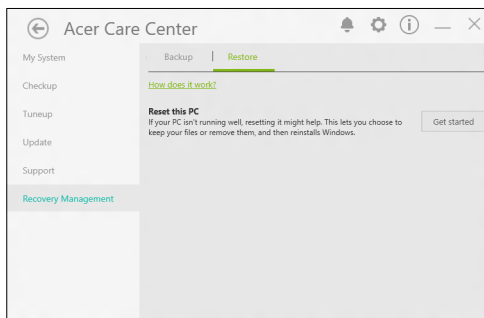 Acer Care Center
My System
Checkup
Tuneup
Update
Support
Recovery Management
Backup | Restore
How does it work?
Reset this PC
If your PC isn't running well, resetting it might help. This lets you choose to
keep your files or remove them, and then reinstalls Windows.
Get started